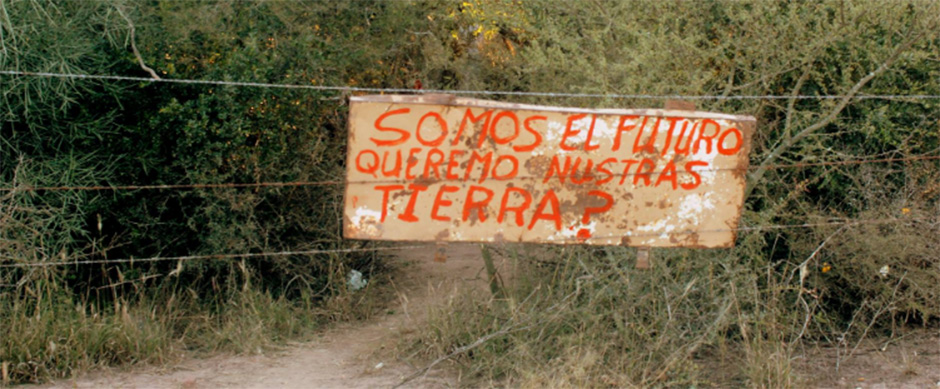 SOMOS EL FUTURO
QUEREMO NUSTRAS
TIERRA?